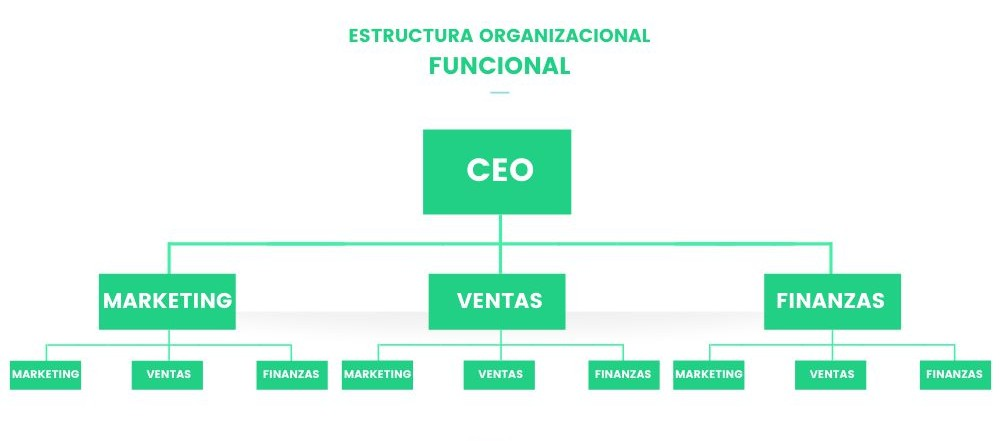 ESTRUCTURA ORGANIZACIONAL
FUNCIONAL
CEO
MARKETING
VENTAS
FINANZAS
MARKETING
VENTAS
FINANZAS
MARKETING
VENTAS
FINANZAS
MARKETING
VENTAS
FINANZAS